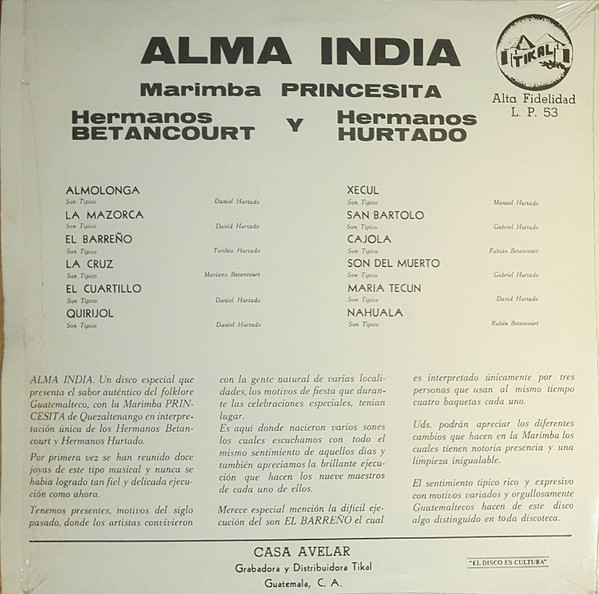 ALMA INDIA
Marimba PRINCESITA
Hermanos BETANCOURT Y Hermanos HURTADO
TIKAL
Alta Fidelidad
L. P. 53
ALMOLONGA
Son Tipico Daniel Hurtado
LA MAZORCA
Son Tipico David Hurtado
EL BARREÑO
Son Tipico Toribio Hurtado
LA CRUZ
Son Tipico Mariano Betancourt
EL CUARTILLO
Son Tipico Daniel Hurtado
QUIRIJOL
Son Tipico Daniel Hurtado
XECUL
Son Tipico Manuel Hurtado
SAN BARTOLO
Son Tipico Gabriel Hurtado
CAJOLA
Son Tipico Fabián Betancourt
SON DEL MUERTO
Son Tipico Gabriel Hurtado
MARIA TECUN
Son Tipico David Hurtado
NAHUALA
Son Tipico Rubén Betancourt
ALMA INDIA. Un disco especial que
presenta el sabor auténtico del folklore
Guatemalteco, con la Marimba PRIN-
CESITA de Quezaltenango en interpre-
tación única de los Hermanos Betan-
court y Hermanos Hurtado.
Por primera vez se han reunido doce
joyas de este tipo musical y nunca se
había logrado tan fiel y delicada ejecu-
ción como ahora.
Tenemos presentes, motivos del siglo
pasado, donde los artistas convivieron
con la gente natural de varias locali-
dades, los motivos de fiesta que duran-
te las celebraciones especiales, tenian
lugar.
Es aquí donde nacieron varios sones
los cuales escuchamos con todo el
mismo sentimiento de aquellos dias y
también apreciamos la brillante ejecu-
ción que hacen los nueve maestros
de cada uno de ellos.
Merece especial mención la dificil eje-
cución del son EL BARREÑO el cual
es interpretado únicamente por tres
personas que usan al mismo tiempo
cuatro baquetas cada uno.
Uds. podrán apreciar los diferentes
cambios que hacen en la Marimba los
cuales tienen notoria presencia y una
limpieza inigualable.
El sentimiento típico rico y expresivo
con motivos variados y orgullosamente
Guatemaltecos hacen de este disco
algo distinguido en toda discoteca.
CASA AVELAR
Grabadora y Distribuidora Tikal
Guatemala, C. A.
"EL DISCO ES CULTURA"